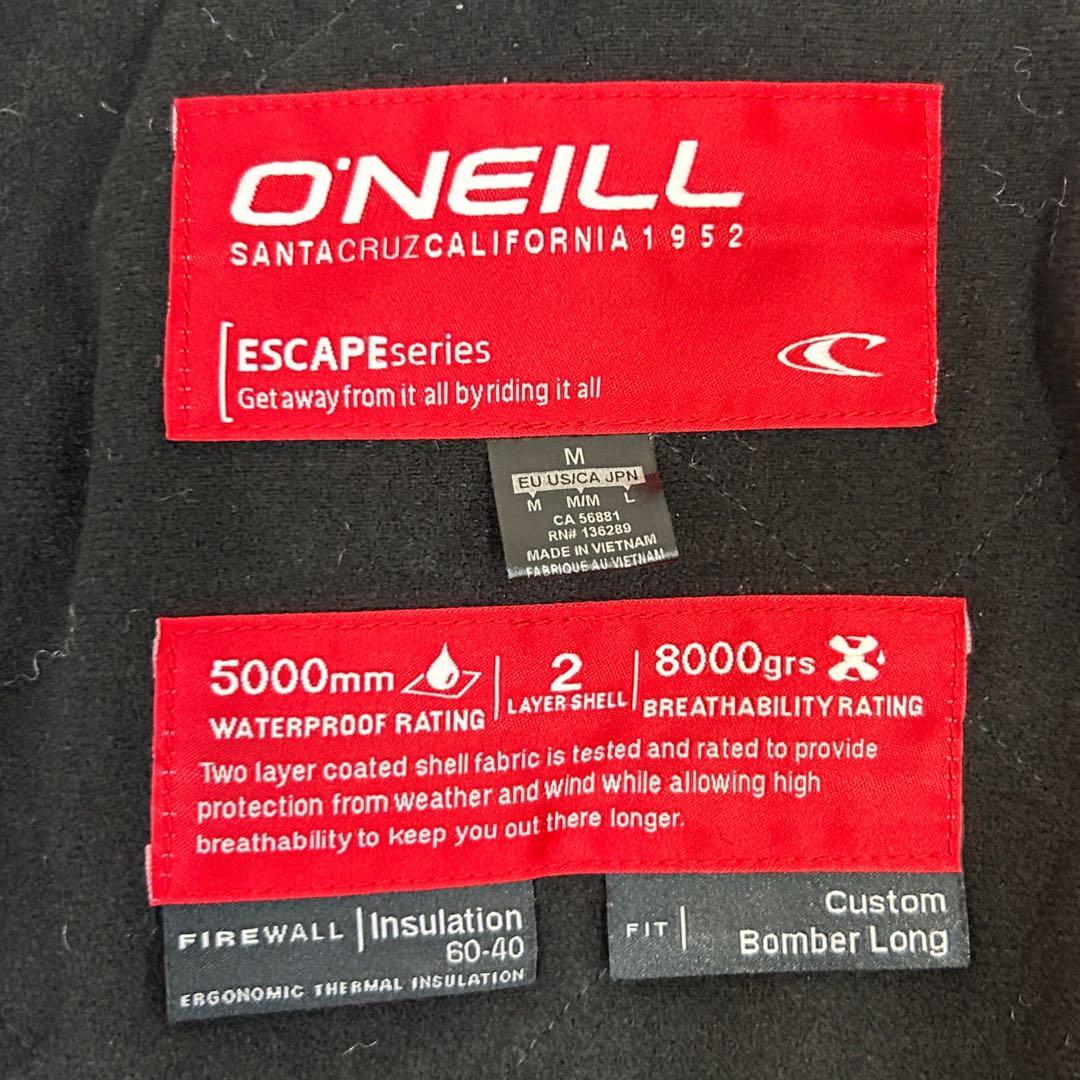 O'NEILL
SANTACRUZCALIFORNIA1952
ESCAPEseries
Get away from it all by riding it all
M
EU US/CA JPN
M M/M L
CA 56881
RN# 136289
MADE IN VIETNAM
FABRIQUE AU VIETNAM
5000mm
WATERPROOF RATING
2
LAYER SHELL
8000grs
BREATHABILITY RATING
Two layer coated shell fabric is tested and rated to provide
protection from weather and wind while allowing high
breathability to keep you out there longer.
FIREWALL Insulation
60-40
ERGONOMIC THERMAL INSULATION
FIT Custom
Bomber Long